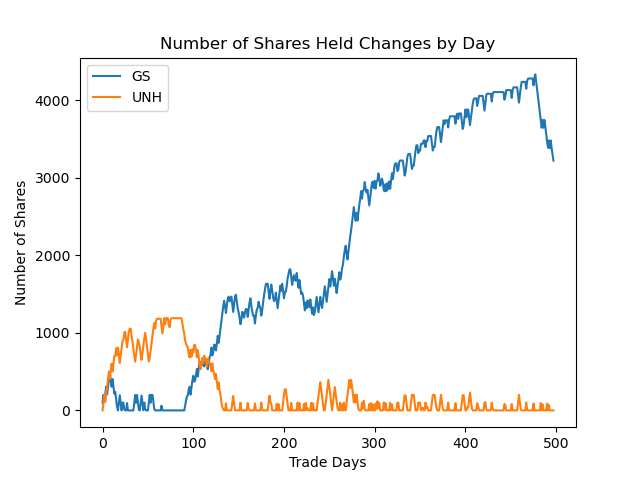 Number of Shares Held Changes by Day
GS
UNH
Number of Shares
4000
3000
2000
1000
0
0 100 200 300 400 500
Trade Days